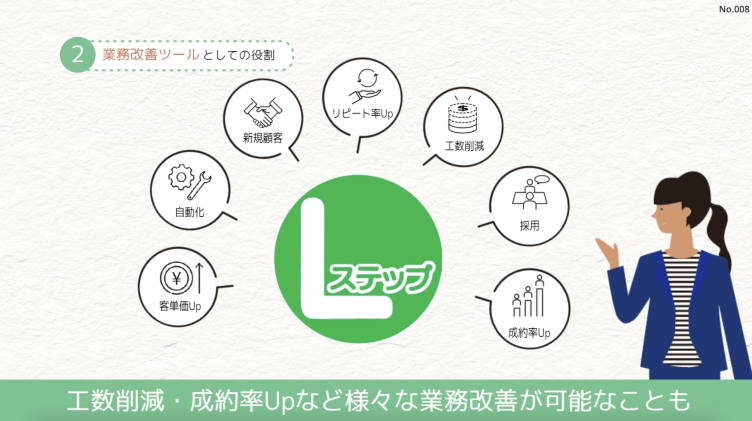 No.008
2 業務改善ツールとしての役割
リピート率Up
新規顧客
工数削減
自動化
採用
客単価Up
¥
$
Lステップ
成約率Up
工数削減・成約率Upなど様々な業務改善が可能なことも